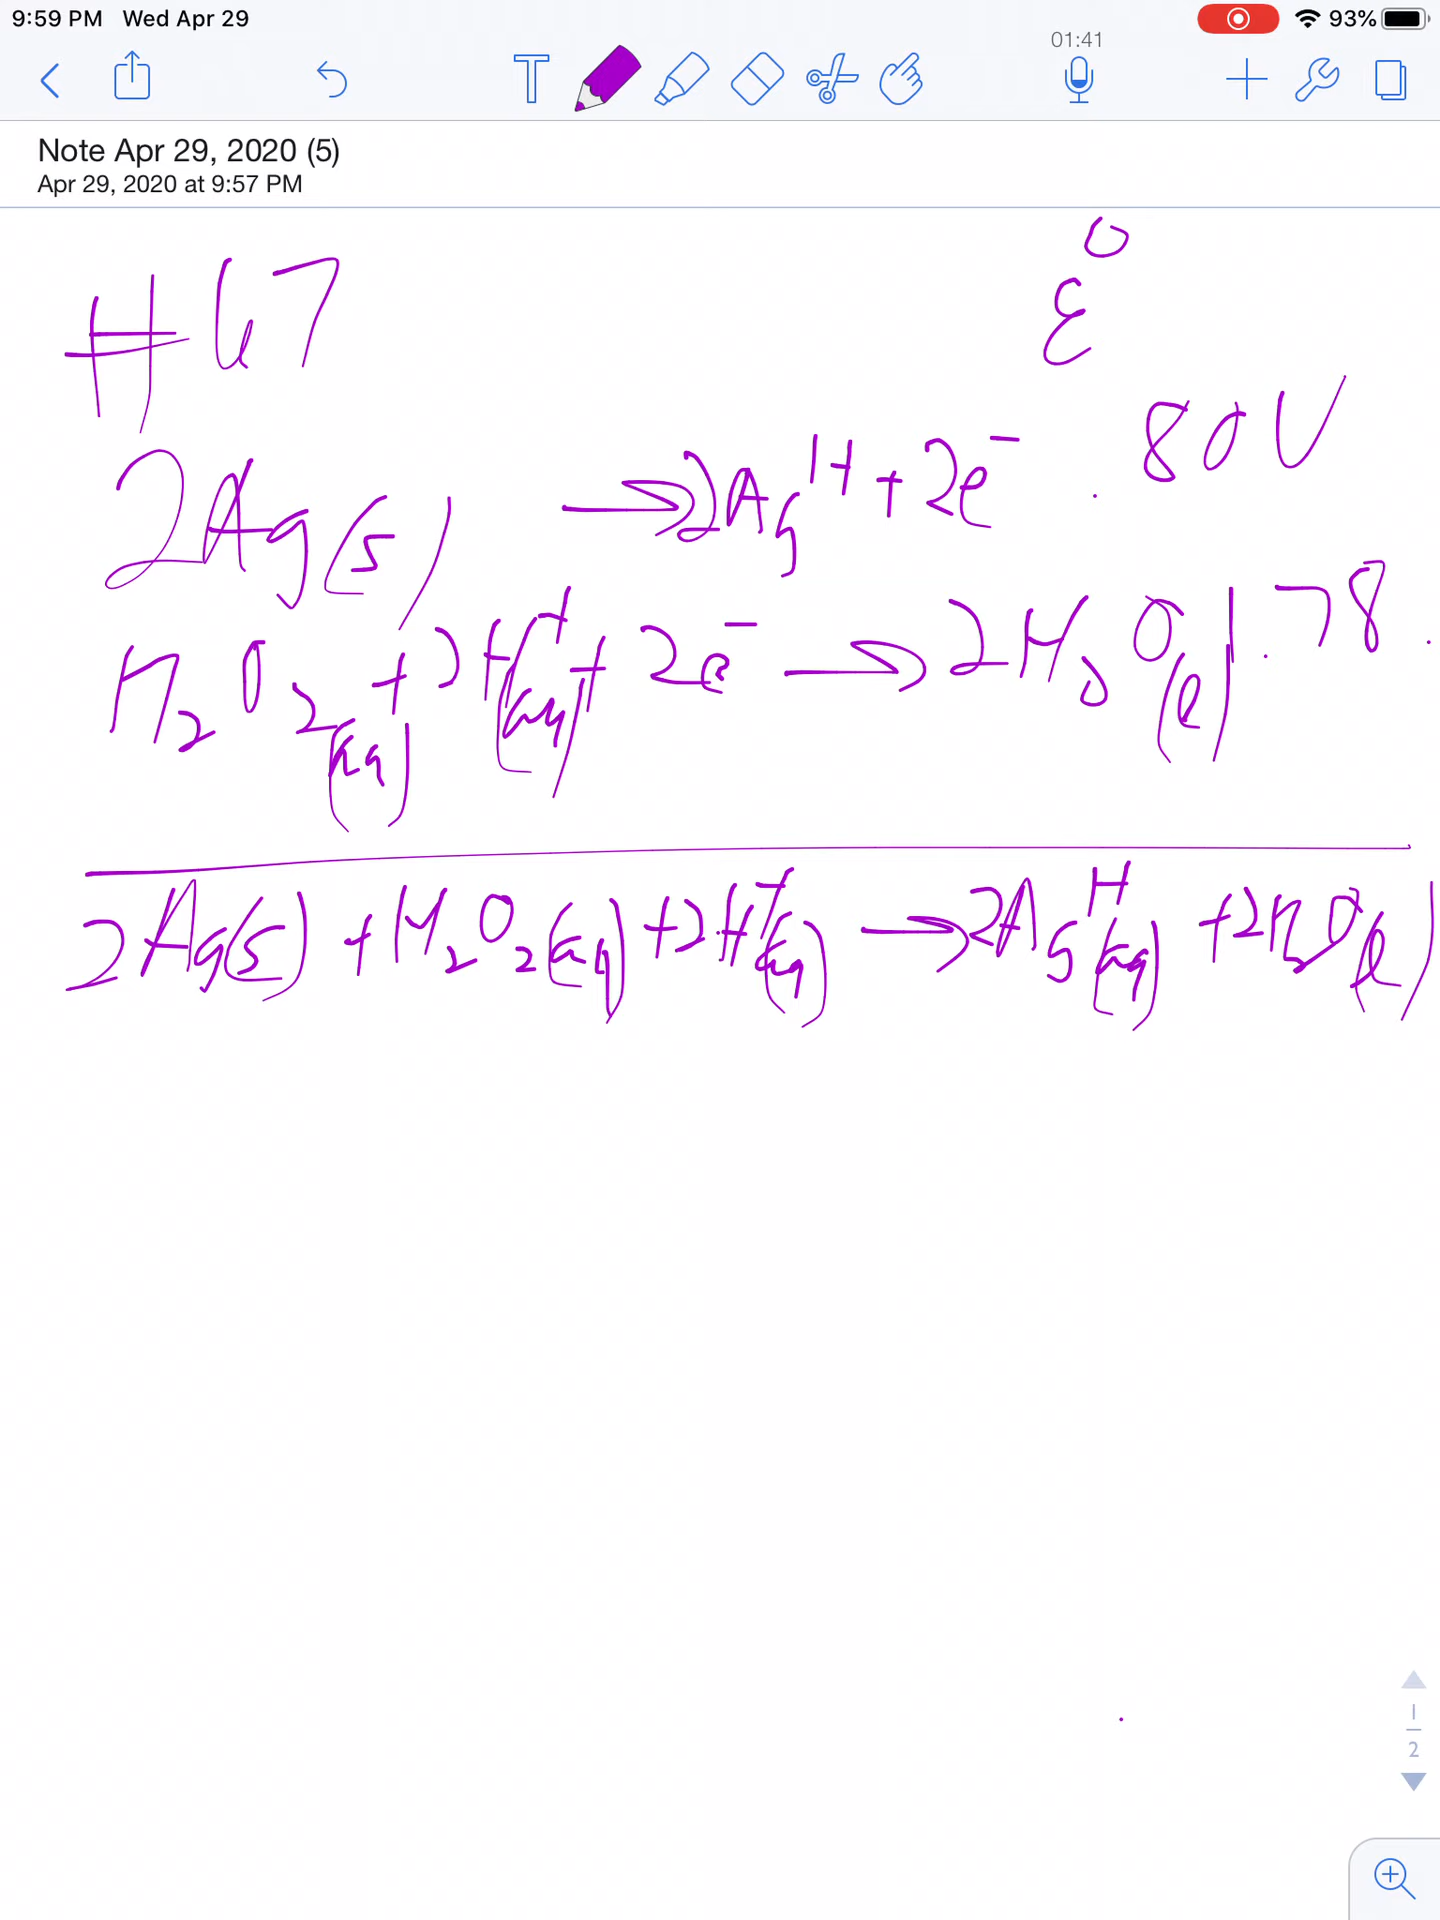 9:59 PM Wed Apr 29
93%
01:41
T
Note Apr 29, 2020 (5)
Apr 29, 2020 at 9:57 PM
#67
ε⁰
2Ag(s) → 2Ag⁺ + 2e⁻ .80V
H₂O₂(aq) + 2H⁺(aq) + 2e⁻ → 2H₂O(l) 1.78
2Ag(s) + H₂O₂(aq) + 2H⁺(aq) → 2Ag⁺(aq) + 2H₂O(l)
1
2